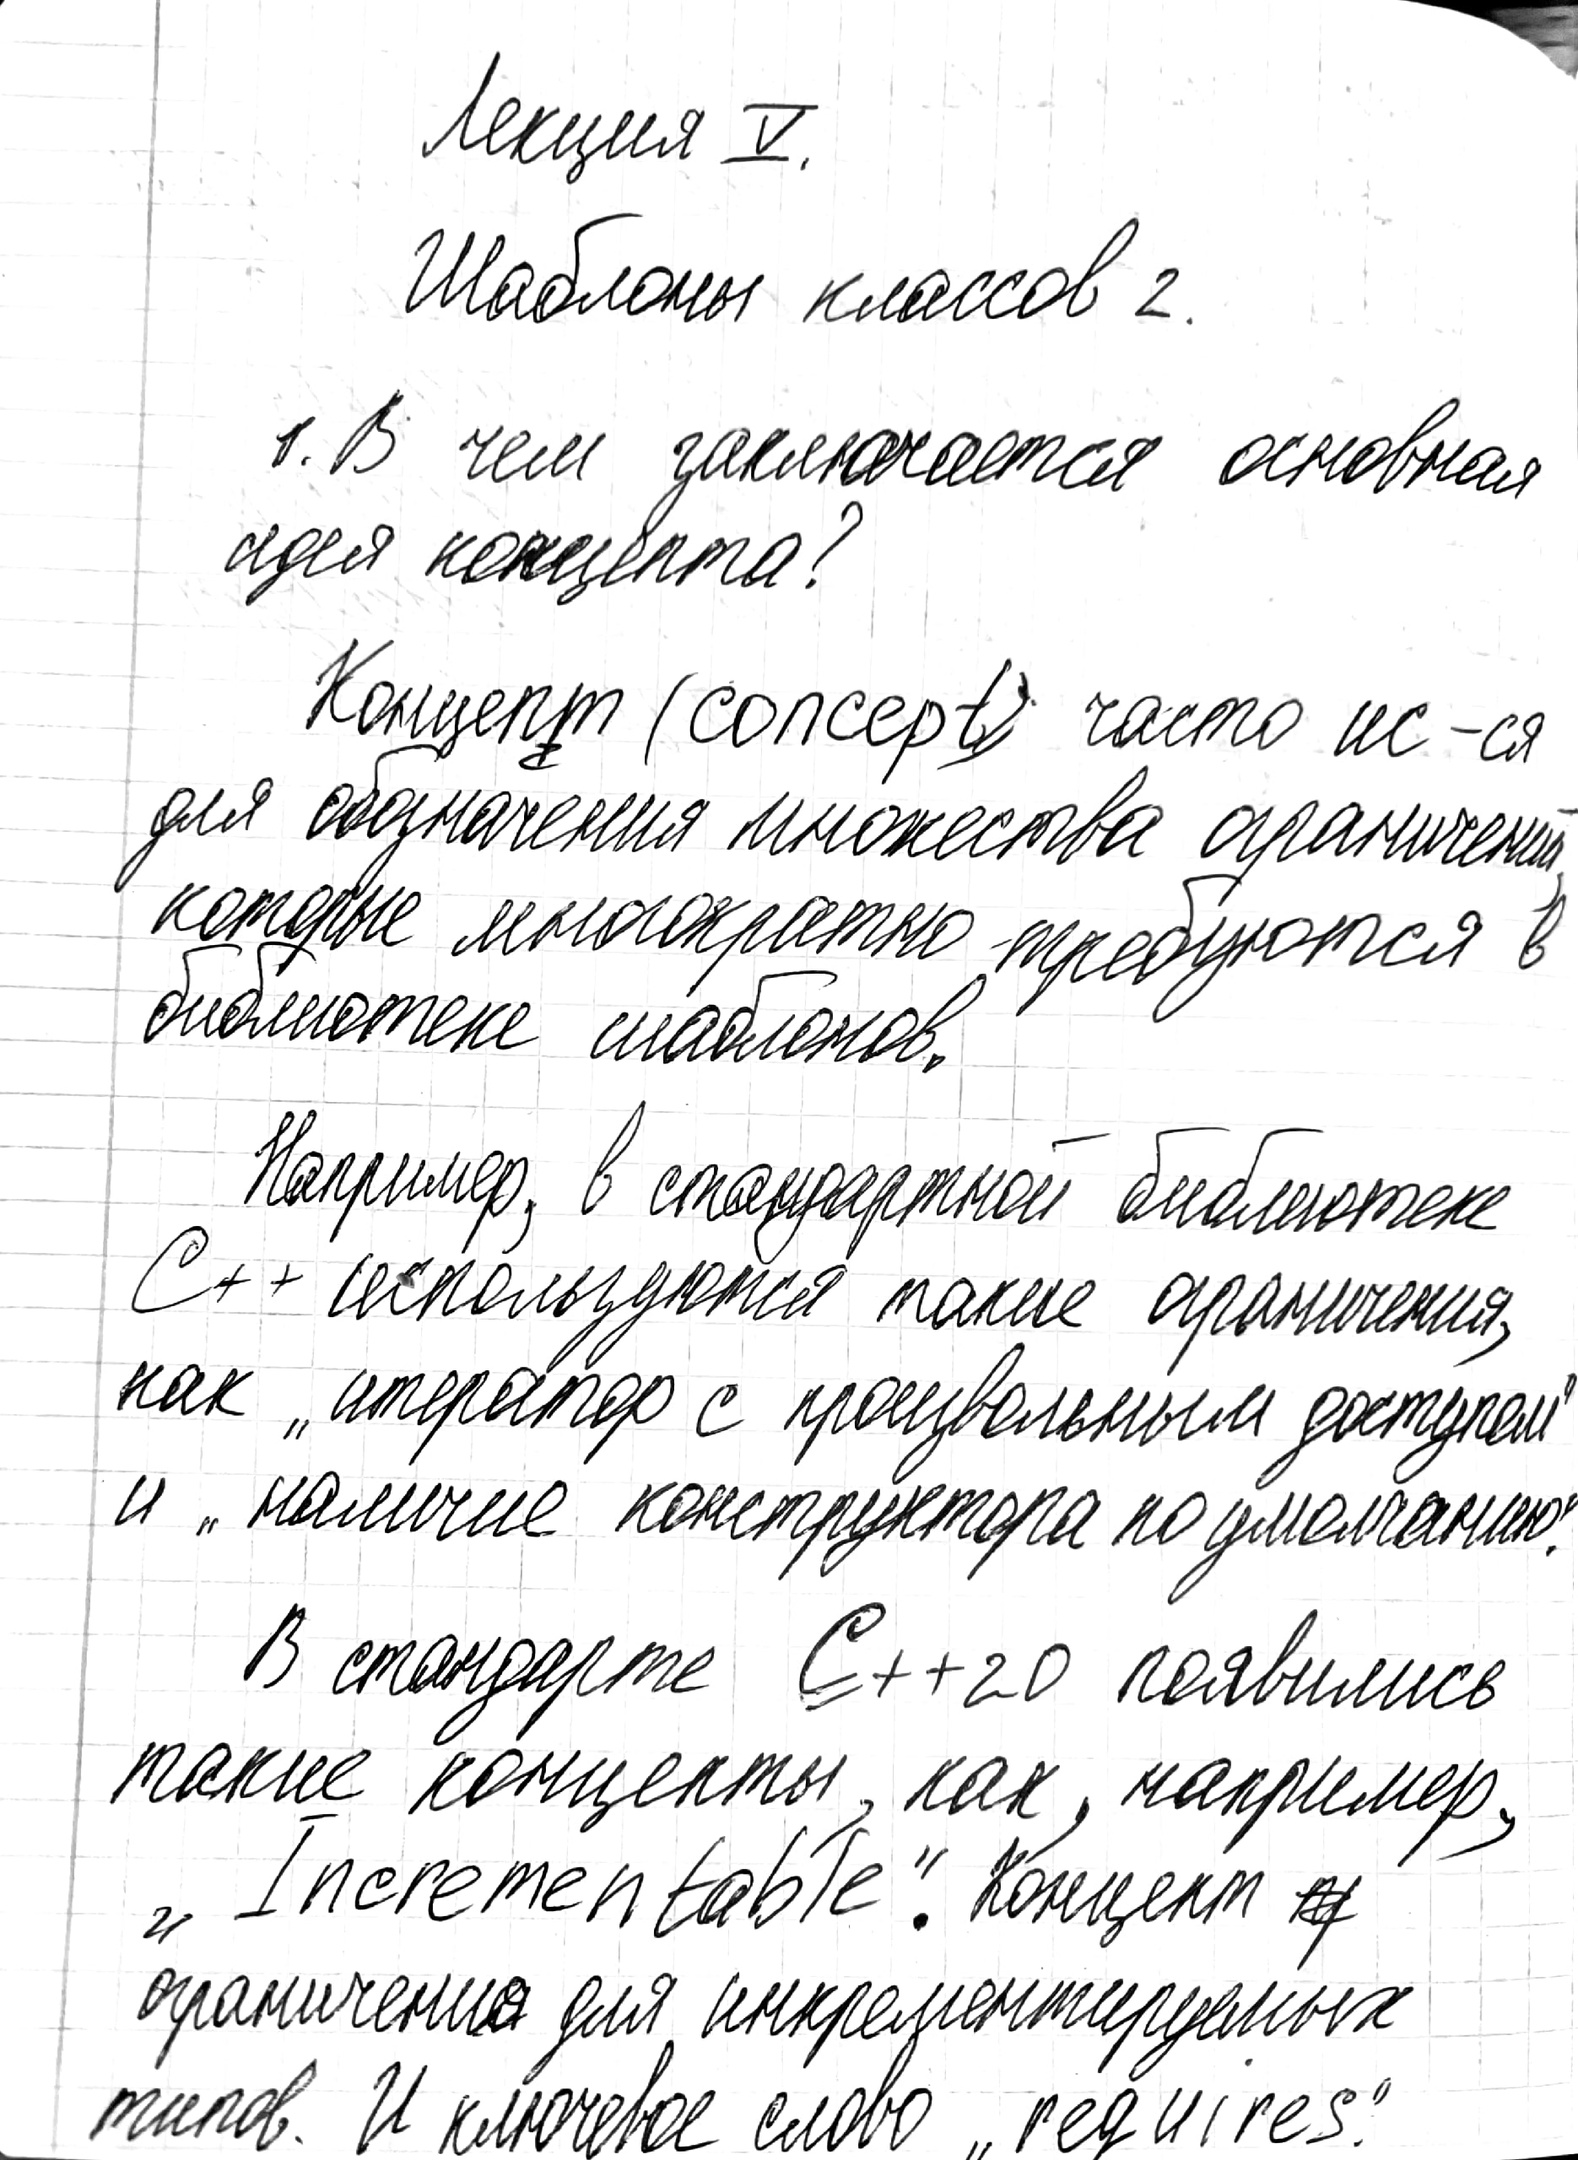 Лекция V.
Шаблоны классов 2.
1. В чем заключается основная
идея концепта?
Концепт (concept) часто ис-ся
для обозначения множества ограничений,
которые многократно требуются в
библиотеке шаблонов.
Например, в стандартной библиотеке
C++ используются такие ограничения,
как „итератор с произвольным доступом"
и „наличие конструктора по умолчанию".
В стандарте C++20 появились
такие концепты, как, например,
„Incrementable". Концепт
ограничения для инкрементируемых
типов. И ключевое слово „requires".